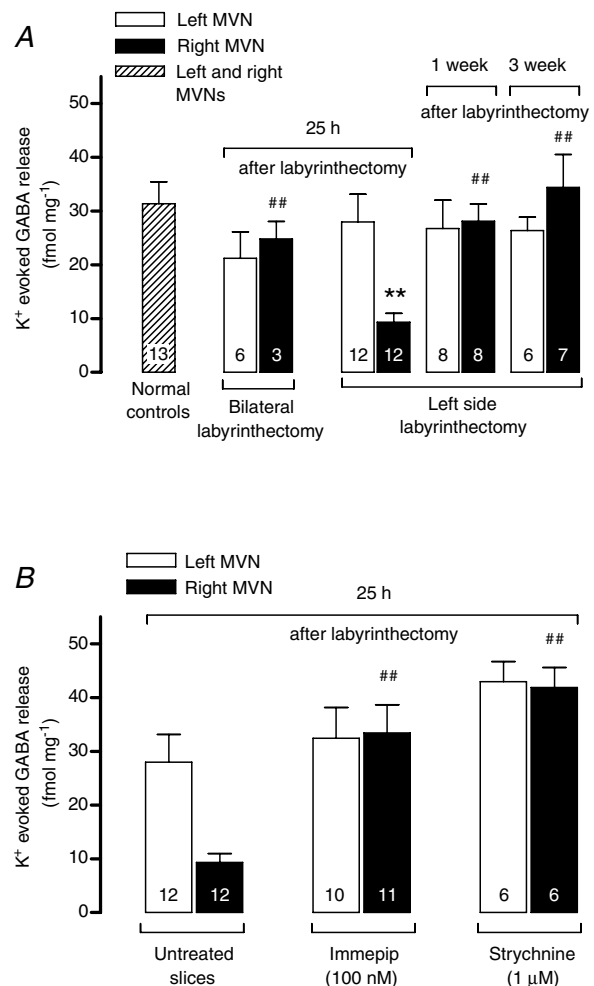 A
Left MVN
Right MVN
Left and right
MVNs
1 week
3 week
after labyrinthectomy
25 h
after labyrinthectomy
K+ evoked GABA release
(fmol mg-1)
50
40
30
20
10
0
##
**
##
##
13
6
3
12
12
8
8
6
7
Normal
controls
Bilateral
labyrinthectomy
Left side
labyrinthectomy
B
Left MVN
Right MVN
25 h
after labyrinthectomy
K+ evoked GABA release
(fmol mg-1)
50
40
30
20
10
0
##
##
12
12
10
11
6
6
Untreated
slices
Immepip
(100 nM)
Strychnine
(1 μM)